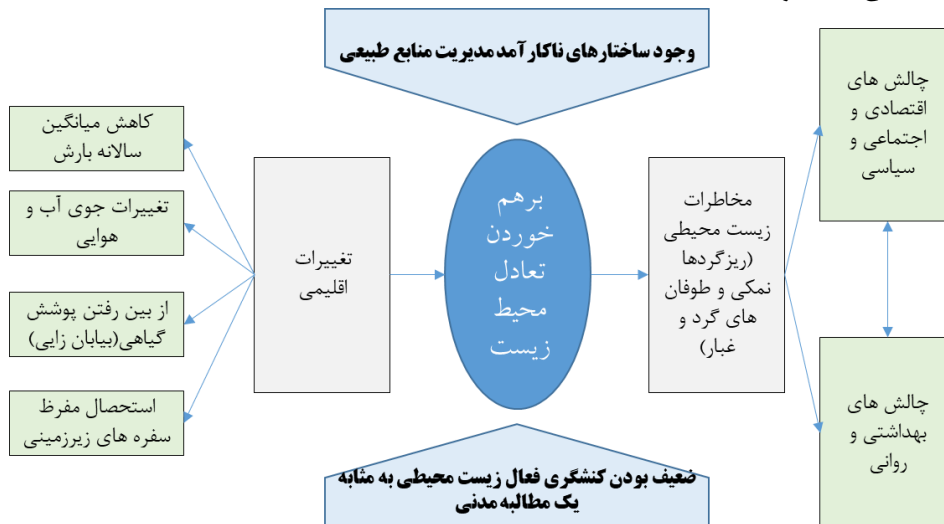 وجود ساختارهای ناکارآمد مدیریت منابع طبیعی
چالش های
اقتصادی و
اجتماعی و
سیاسی
کاهش میانگین
سالانه بارش
تغییرات جوی آب و
هوایی
از بین رفتن پوشش
گیاهی(بیابان زایی)
استحصال مفرظ
سفره های زیرزمینی
تغییرات
اقلیمی
برهم
خوردن
تعادل
محیط
زیست
مخاطرات
زیست محیطی
(ریزگردها
نمکی و طوفان
های گرد و
غبار)
چالش های
بهداشتی و
روانی
ضعیف بودن کنشگری فعال زیست محیطی به مثابه
یک مطالبه مدنی